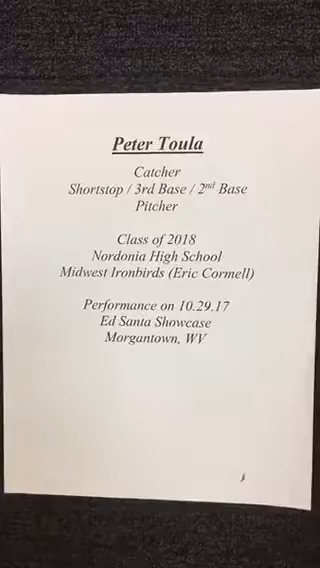 Peter Toula
Catcher
Shortstop / 3rd Base / 2nd Base
Pitcher
Class of 2018
Nordonia High School
Midwest Ironbirds (Eric Cormell)
Performance on 10.29.17
Ed Santa Showcase
Morgantown, WV